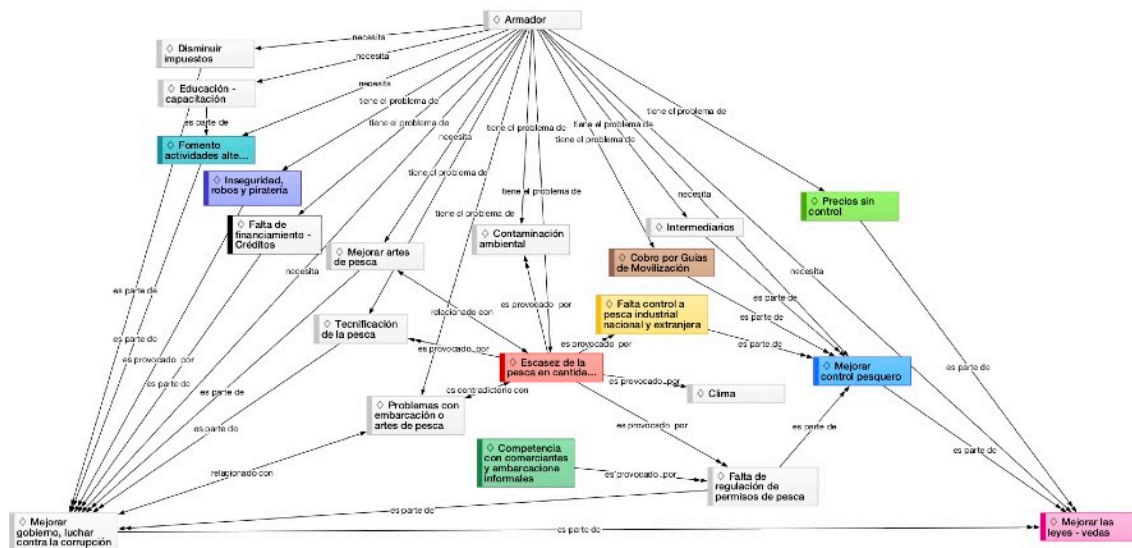 ◇ Armador
necesita
◇ Disminuir
impuestos
necesita
◇ Educación -
capacitación
necesita
tiene el problema de
es parte de
tiene el problema de
tiene el problema de
tiene el problema de
tiene el problema de
tiene el problema de
necesita
◇ Fomento
actividades alte...
◇ Inseguridad,
robos y piratería
tiene el problema de
necesita
◇ Precios sin
control
◇ Falta de
financiamiento -
Créditos
tiene el problema de
◇ Contaminación
ambiental
◇ Intermediarios
◇ Mejorar artes
de pesca
◇ Cobro por Guías
de Movilización
necesita
necesita
es parte de
es parte de
es provocado .por
relacionado con
◇ Falta control a
pesca industrial
nacional y extranjera
es parte de
◇ Tecnificación
de la pesca
es parte de
es provocado .por
es provocado .por
es parte.de
es provocado .por
◇ Escasez de la
pesca en cantida...
◇ Mejorar
control pesquero
es parte de
es provocado .por
es parte de
es contradictorio con
◇ Clima
◇ Problemas con
embarcación o
artes de pesca
es provocado .por
es parte de
es parte de
◇ Competencia
con comerciantes
y embarcacione
informales
es parte de
relacionado con
es provocado .por
◇ Falta de
regulación de
permisos de pesca
es parte de
◇ Mejorar
gobierno, luchar
contra la corrupción
es parte de
◇ Mejorar las
leyes - vedas